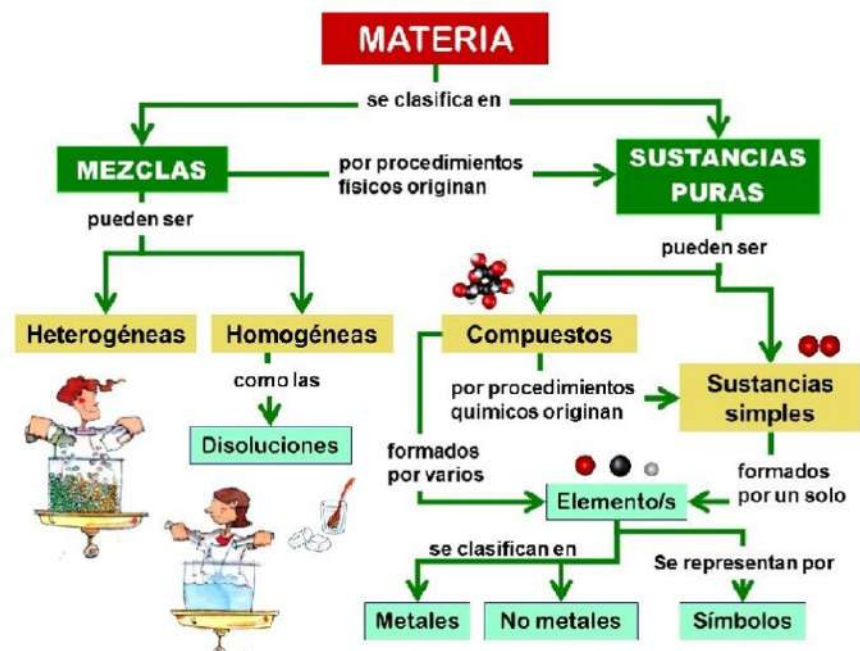 MATERIA
se clasifica en
MEZCLAS
por procedimientos
físicos originan
SUSTANCIAS
PURAS
pueden ser
pueden ser
Heterogéneas
Homogéneas
Compuestos
como las
por procedimientos
químicos originan
Sustancias
simples
Disoluciones
formados
por varios
formados
por un solo
Elemento/s
se clasifican en
Se representan por
Metales
No metales
Símbolos